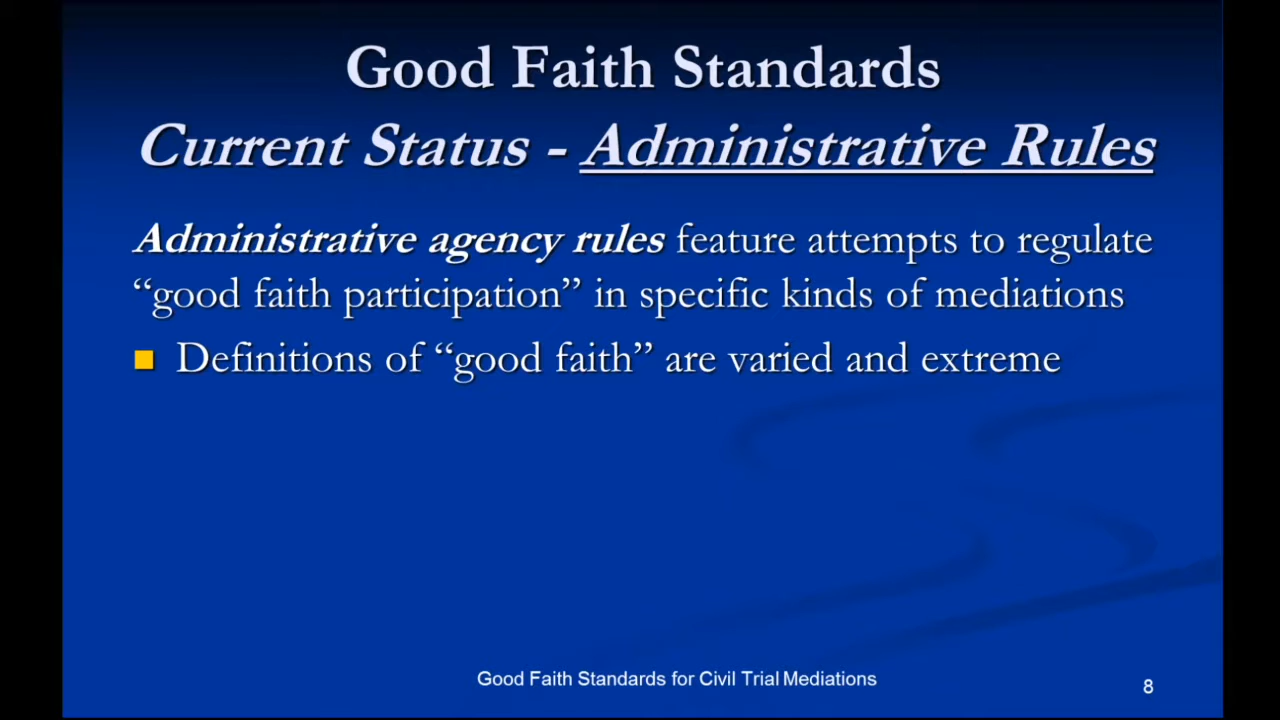 Good Faith Standards
Current Status - Administrative Rules
Administrative agency rules feature attempts to regulate
“good faith participation” in specific kinds of mediations
Definitions of “good faith” are varied and extreme
Good Faith Standards for Civil Trial Mediations
8